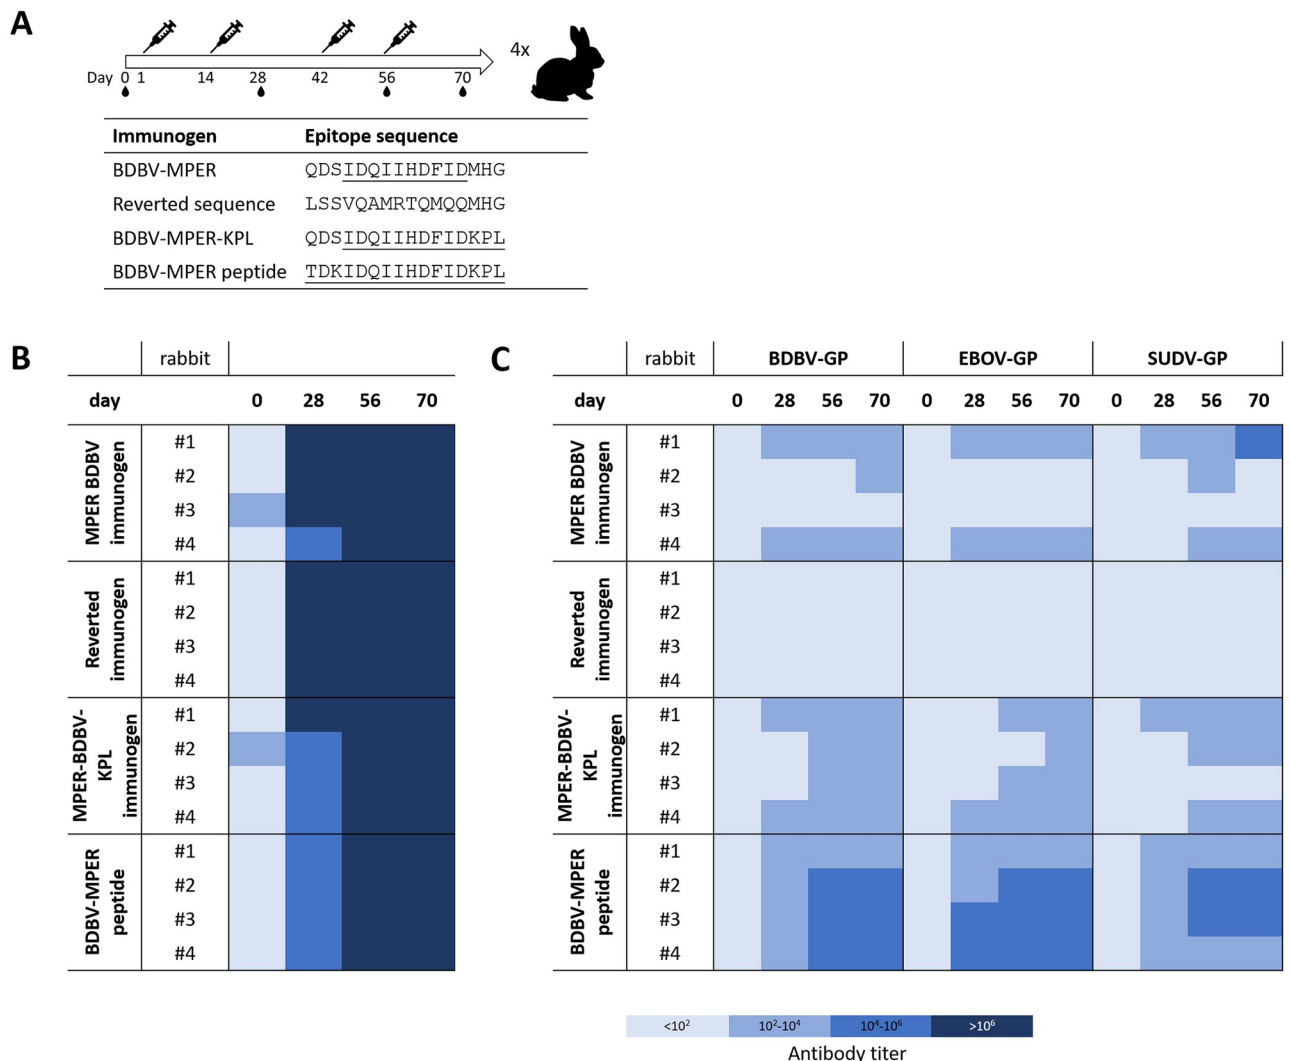 A
4x
Day 0 1 14 28 42 56 70
Immunogen Epitope sequence
BDBV-MPER QDSIDQIIHDFIDMHG
Reverted sequence LSSVQAMRTQMQQMHG
BDBV-MPER-KPL QDSIDQIIHDFIDKPL
BDBV-MPER peptide TDKIDQIIHDFIDKPL
B
rabbit
day 0 28 56 70
MPER BDBV
immunogen
#1
#2
#3
#4
Reverted
immunogen
#1
#2
#3
#4
MPER-BDBV-
KPL
immunogen
#1
#2
#3
#4
BDBV-MPER
peptide
#1
#2
#3
#4
C
rabbit BDBV-GP EBOV-GP SUDV-GP
day 0 28 56 70 0 28 56 70 0 28 56 70
MPER BDBV
immunogen
#1
#2
#3
#4
Reverted
immunogen
#1
#2
#3
#4
MPER-BDBV-
KPL
immunogen
#1
#2
#3
#4
BDBV-MPER
peptide
#1
#2
#3
#4
<10² 10²-10⁴ 10⁴-10⁶ >10⁶
Antibody titer